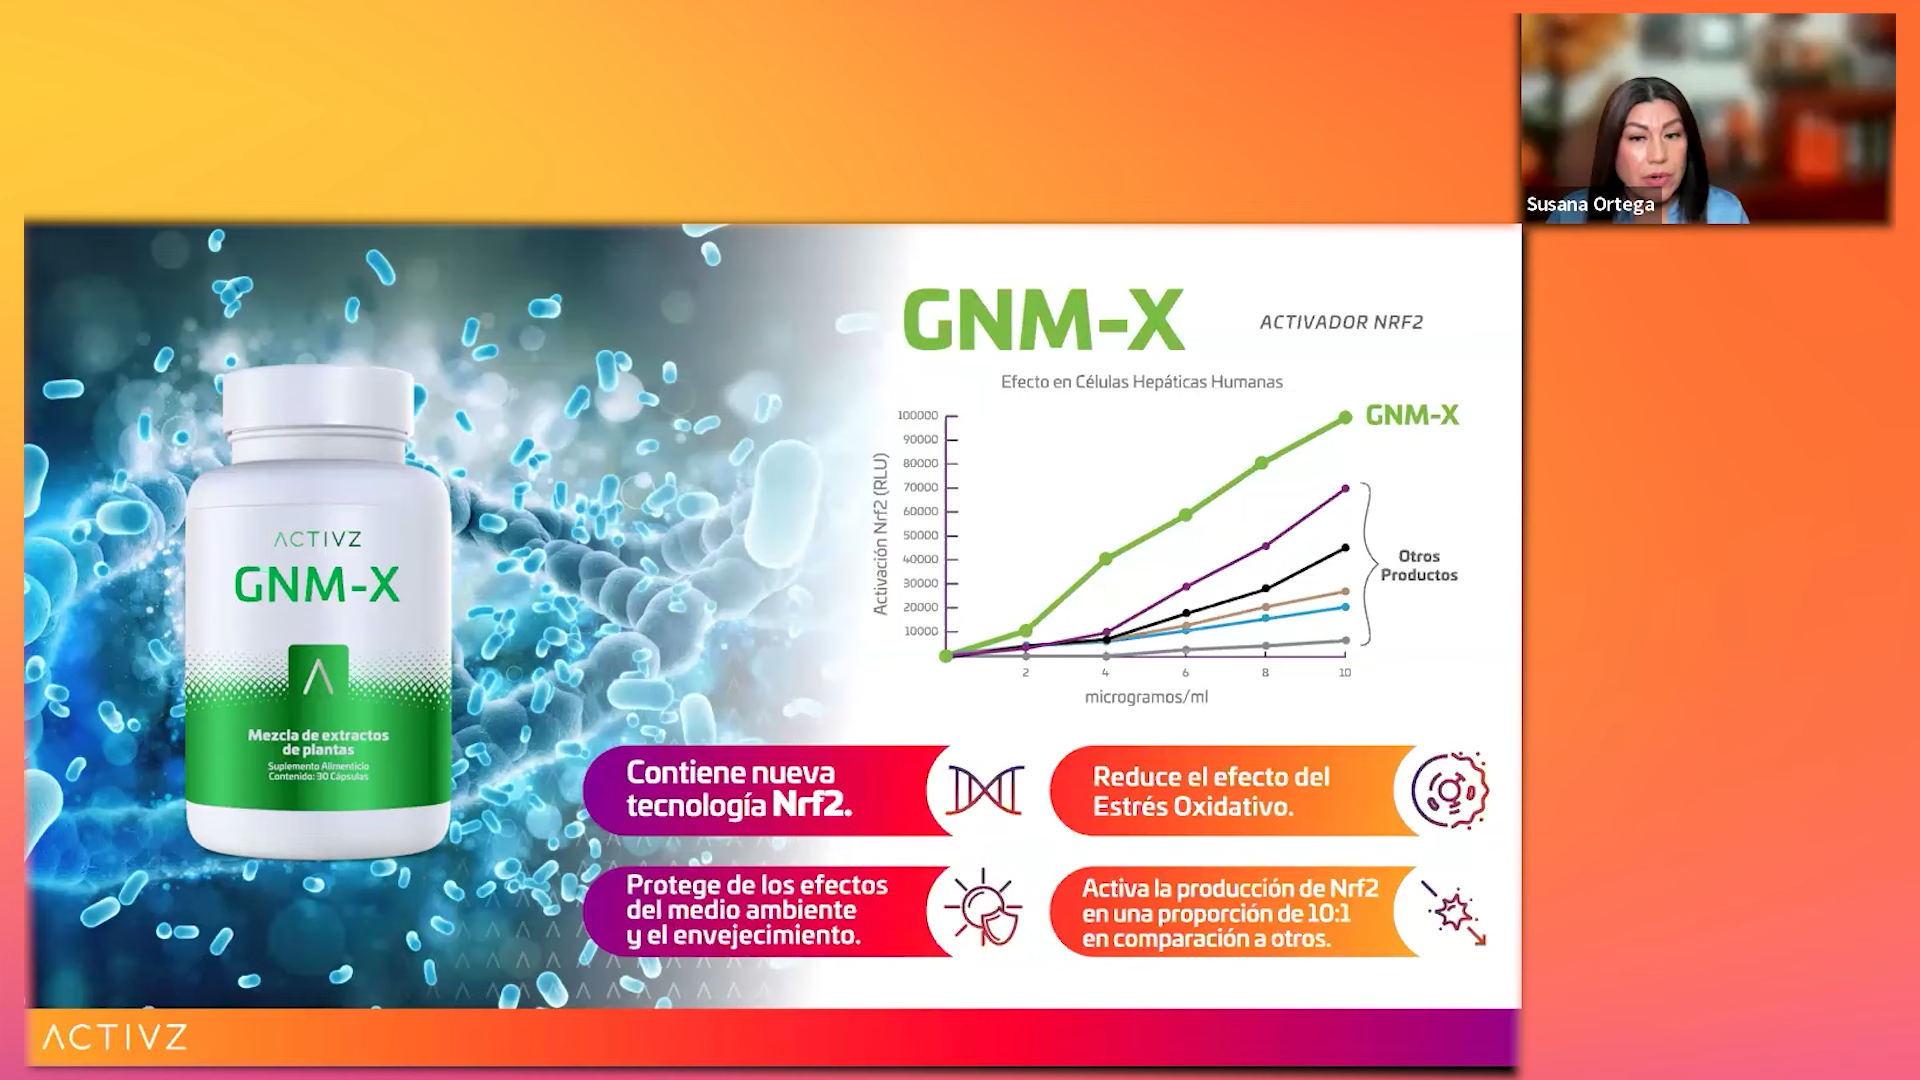 Susana Ortega
GNM-X
ACTIVADOR NRF2
Efecto en Células Hepáticas Humanas
100000
90000
80000
70000
60000
50000
40000
30000
20000
10000
Activación Nrf2 (RLU)
2
4
6
8
10
microgramos/ml
GNM-X
Otros
Productos
ACTIVZ
GNM-X
Mezcla de extractos
de plantas
Suplemento Alimenticio
Contenido: 30 Cápsulas
Contiene nueva
tecnología Nrf2.
Reduce el efecto del
Estrés Oxidativo.
Protege de los efectos
del medio ambiente
y el envejecimiento.
Activa la producción de Nrf2
en una proporción de 10:1
en comparación a otros.
ACTIVZ